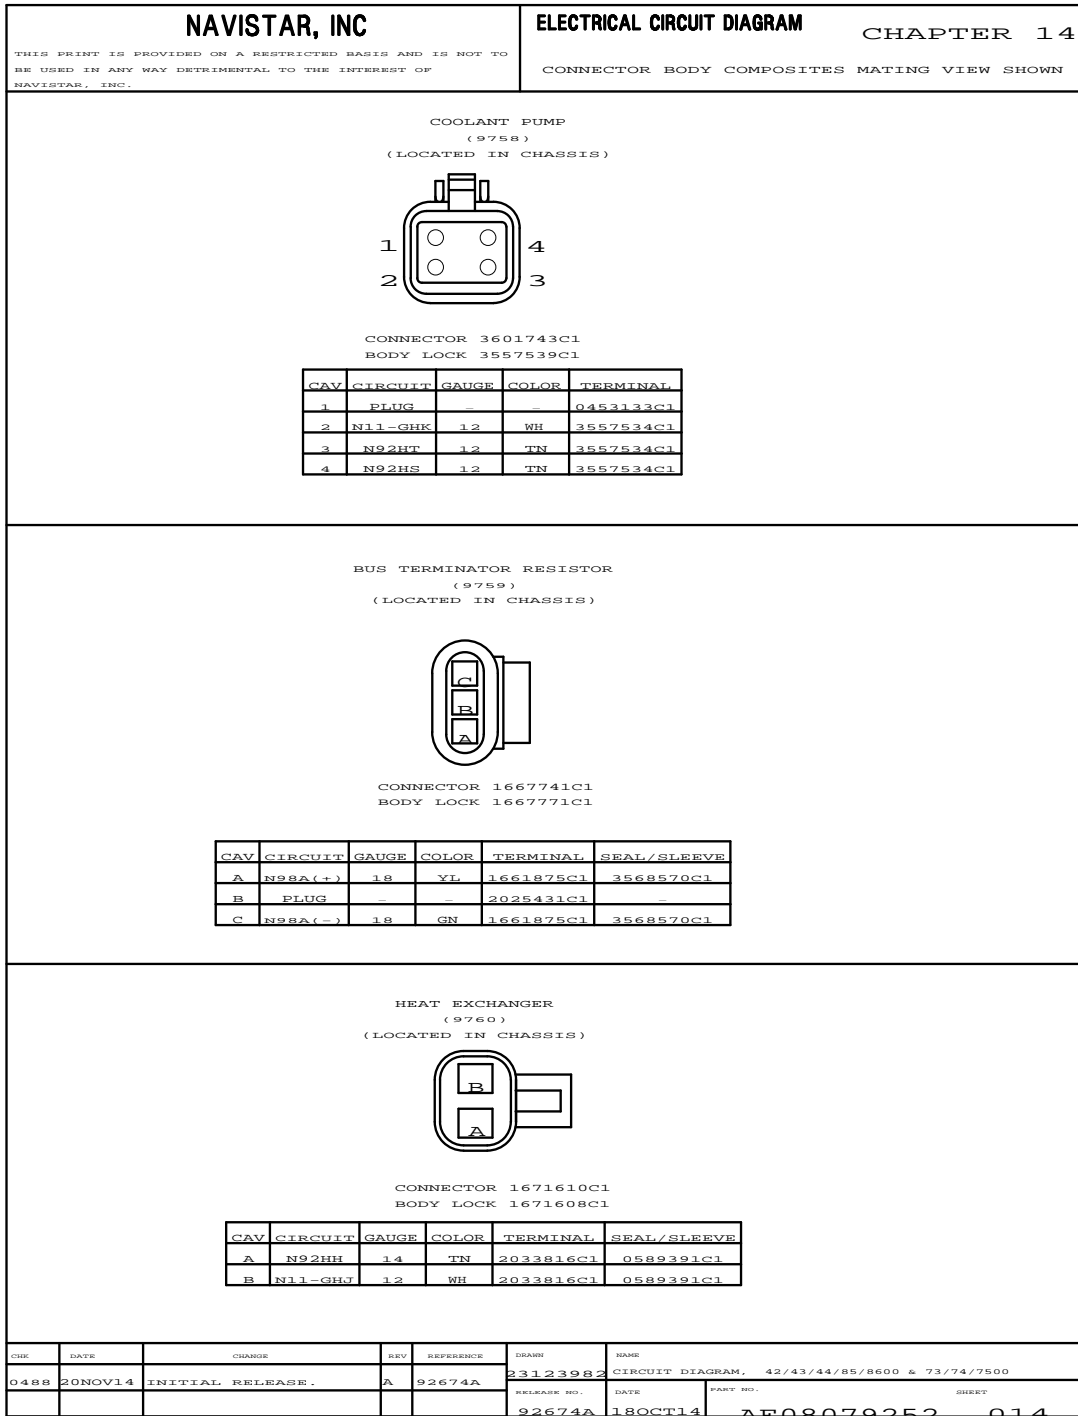 NAVISTAR, INC
THIS PRINT IS PROVIDED ON A RESTRICTED BASIS AND IS NOT TO
BE USED IN ANY WAY DETRIMENTAL TO THE INTEREST OF
NAVISTAR, INC.
ELECTRICAL CIRCUIT DIAGRAM
CHAPTER 14
CONNECTOR BODY COMPOSITES MATING VIEW SHOWN
COOLANT PUMP
(9758)
(LOCATED IN CHASSIS)
1 4
2 3
CONNECTOR 3601743C1
BODY LOCK 3557539C1
CAV CIRCUIT GAUGE COLOR TERMINAL
1 PLUG – – 0453133C1
2 N11-GHK 12 WH 3557534C1
3 N92HT 12 TN 3557534C1
4 N92HS 12 TN 3557534C1
BUS TERMINATOR RESISTOR
(9759)
(LOCATED IN CHASSIS)
C
B
A
CONNECTOR 1667741C1
BODY LOCK 1667771C1
CAV CIRCUIT GAUGE COLOR TERMINAL SEAL/SLEEVE
A N98A(+) 18 YL 1661875C1 3568570C1
B PLUG – – 2025431C1 –
C N98A(-) 18 GN 1661875C1 3568570C1
HEAT EXCHANGER
(9760)
(LOCATED IN CHASSIS)
B
A
CONNECTOR 1671610C1
BODY LOCK 1671608C1
CAV CIRCUIT GAUGE COLOR TERMINAL SEAL/SLEEVE
A N92HH 14 TN 2033816C1 0589391C1
B N11-GHJ 12 WH 2033816C1 0589391C1
CHK DATE CHANGE REV REFERENCE
0488 20NOV14 INITIAL RELEASE. A 92674A
DRAWN
23123982
NAME
CIRCUIT DIAGRAM, 42/43/44/85/8600 & 73/74/7500
RELEASE NO.
92674A
DATE
18OCT14
PART NO. SHEET
AE08079252 014